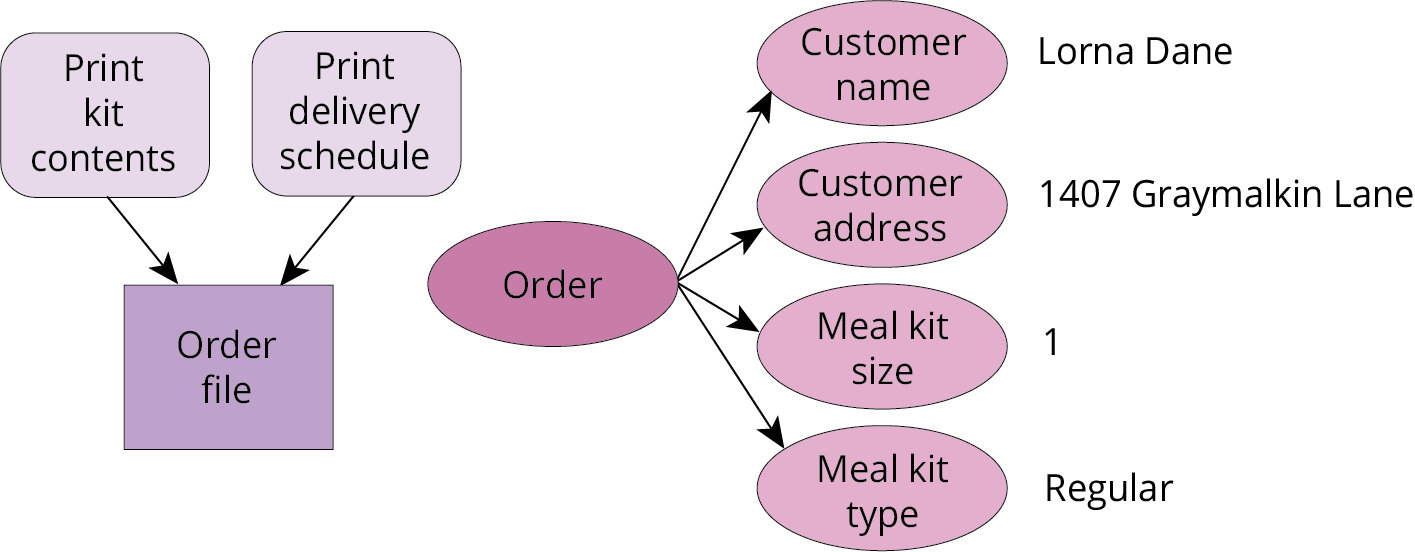 Print
kit
contents
Print
delivery
schedule
Order
file
Order
Customer
name
Lorna Dane
Customer
address
1407 Graymalkin Lane
Meal kit
size
1
Meal kit
type
Regular